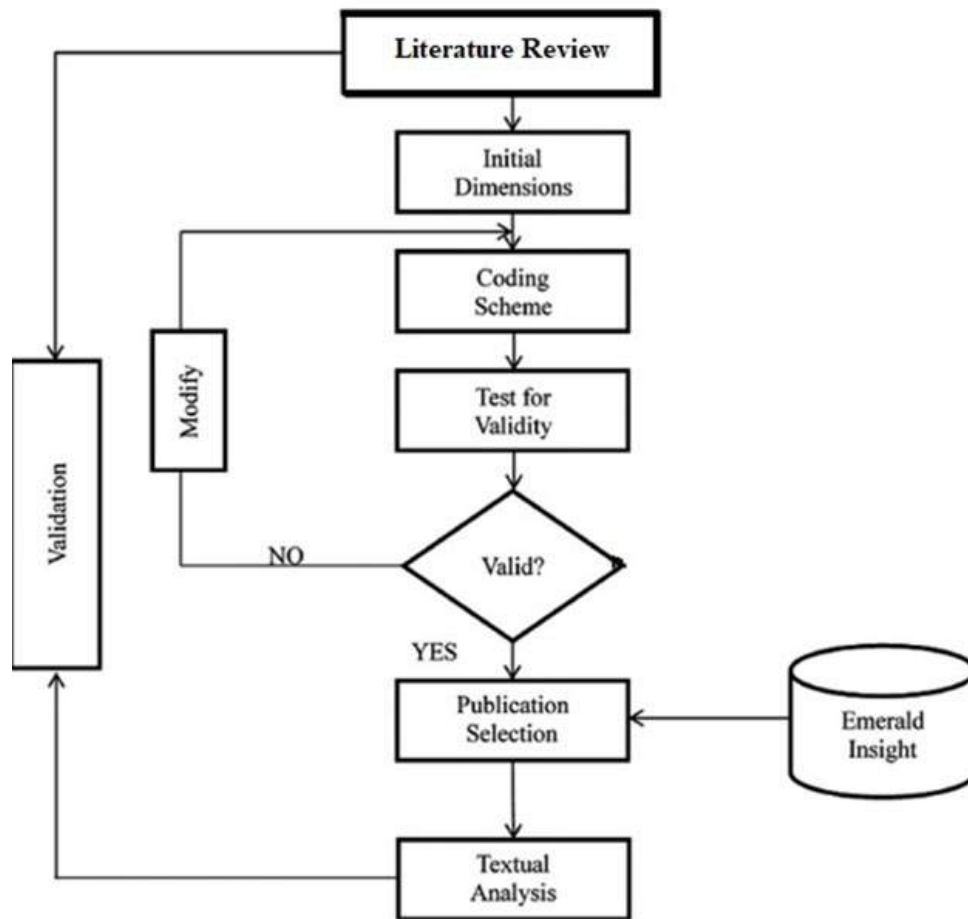 Literature Review
Initial
Dimensions
Coding
Scheme
Modify
Test for
Validity
Validation
NO
Valid?
YES
Publication
Selection
Emerald
Insight
Textual
Analysis